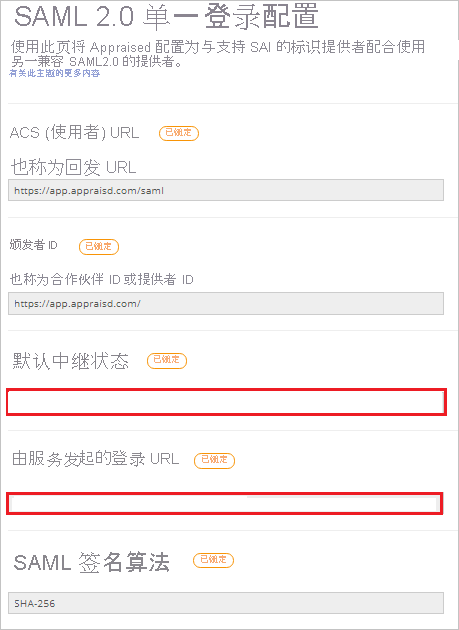 SAML 2.0 单一登录配置
使用此页将 Appraised 配置为与支持 SAI 的标识提供者配合使用
另一兼容 SAML2.0 的提供者。
有关此主题的更多内容
ACS (使用者) URL 已锁定
也称为回发 URL
https://app.appraisd.com/saml
颁发者 ID 已锁定
也称为合作伙伴 ID 或提供者 ID
https://app.appraisd.com/
默认中继状态 已锁定
由服务发起的登录 URL 已锁定
SAML 签名算法 已锁定
SHA-256